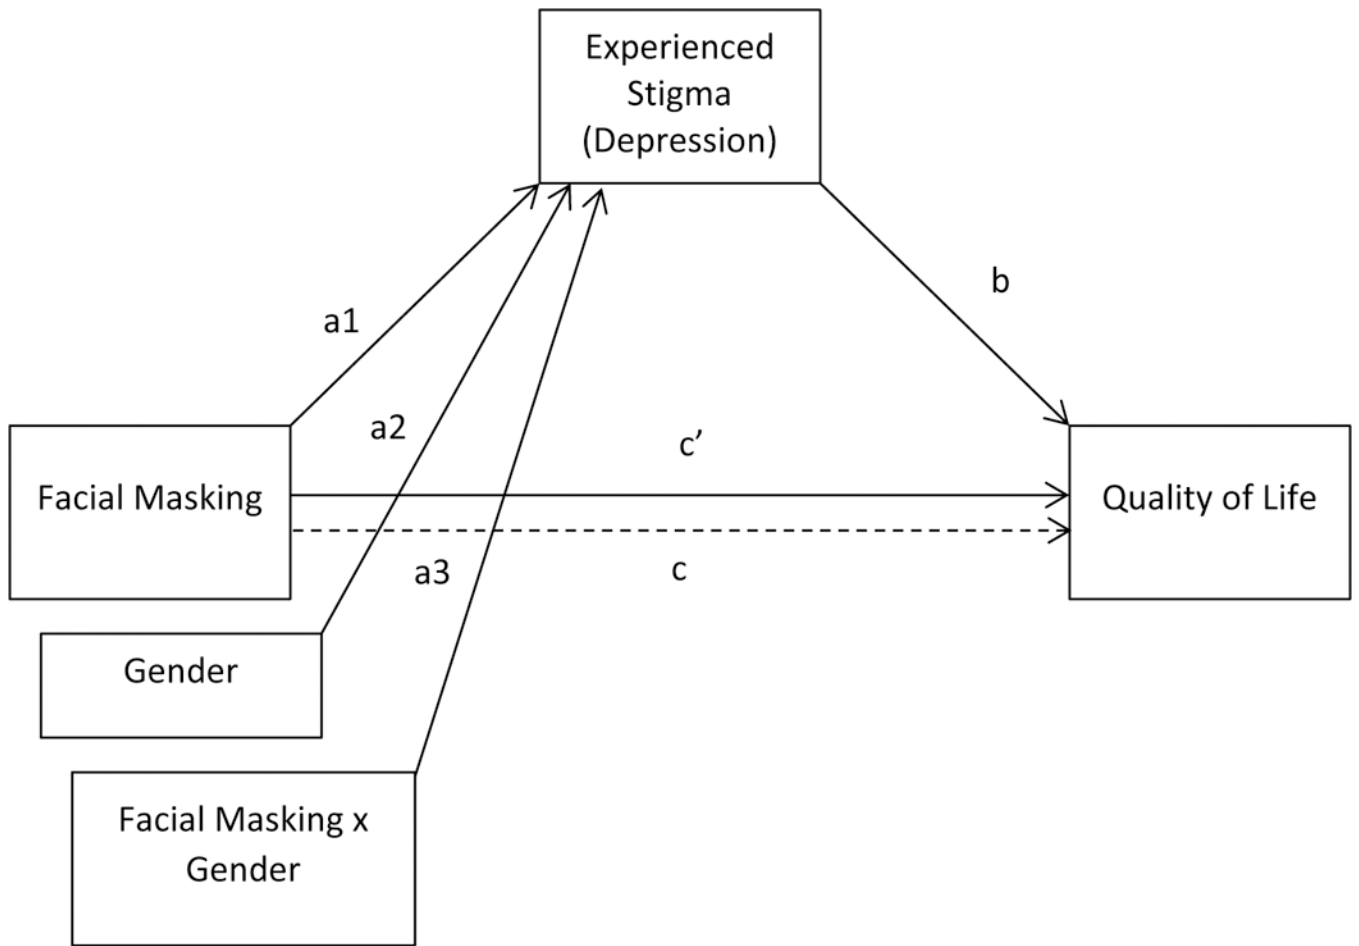 Experienced
Stigma
(Depression)
b
a1
a2
c’
Facial Masking
Quality of Life
a3
c
Gender
Facial Masking x
Gender